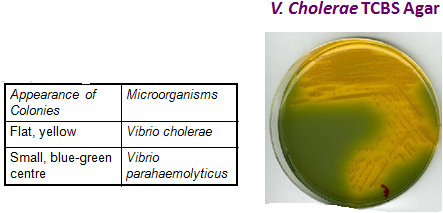 V. Cholerae TCBS Agar
Appearance of Colonies
Microorganisms
Flat, yellow
Vibrio cholerae
Small, blue-green centre
Vibrio parahaemolyticus